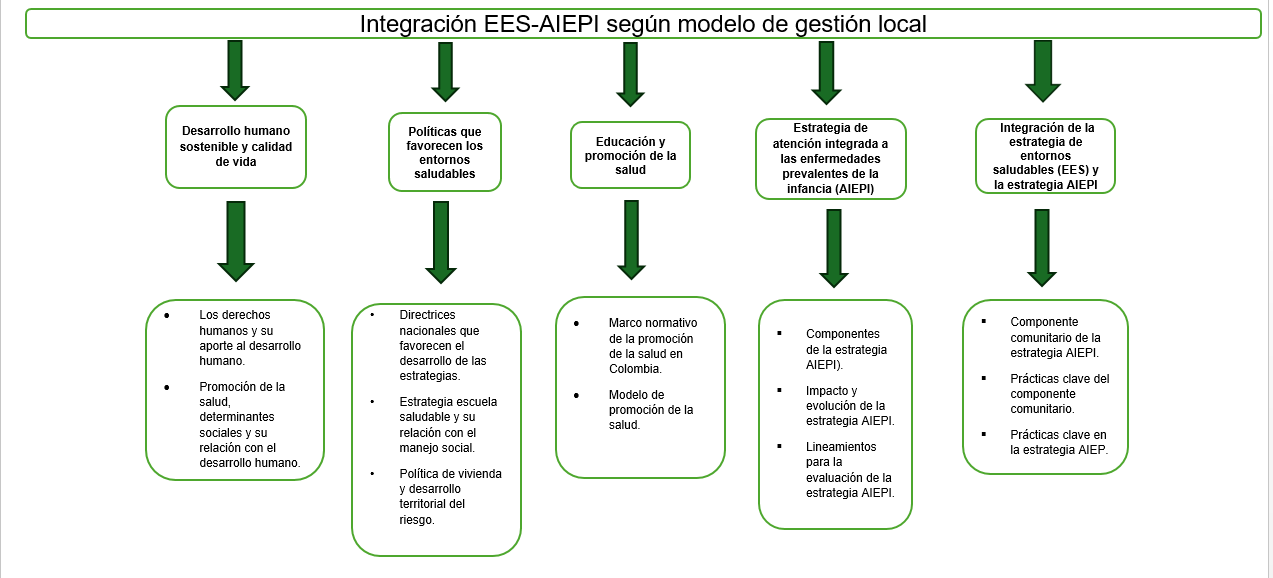 Integración EES-AIEPI según modelo de gestión local
Desarrollo humano
sostenible y calidad
de vida
Políticas que
favorecen los
entornos
saludables
Educación y
promoción de la
salud
Estrategia de
atención integrada a
las enfermedades
prevalentes de la
infancia (AIEPI)
Integración de la
estrategia de
entornos
saludables (EES) y
la estrategia AIEPI
• Los derechos
humanos y su
aporte al desarrollo
humano.
• Promoción de la
salud,
determinantes
sociales y su
relación con el
desarrollo humano.
• Directrices
nacionales que
favorecen el
desarrollo de las
estrategias.
• Estrategia escuela
saludable y su
relación con el
manejo social.
• Política de vivienda
y desarrollo
territorial del
riesgo.
• Marco normativo
de la promoción
de la salud en
Colombia.
• Modelo de
promoción de la
salud.
▪ Componentes
de la estrategia
AIEPI).
▪ Impacto y
evolución de la
estrategia AIEPI.
▪ Lineamientos
para la
evaluación de la
estrategia AIEPI.
▪ Componente
comunitario de la
estrategia AIEPI.
▪ Prácticas clave del
componente
comunitario.
▪ Prácticas clave en
la estrategia AIEP.